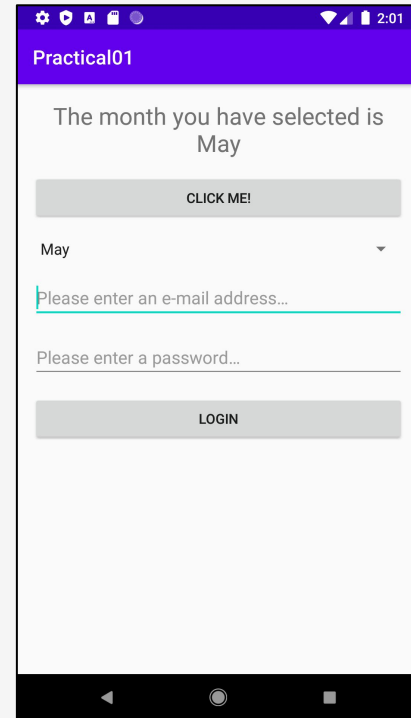 2:01
Practical01
The month you have selected is
May
CLICK ME!
May
Please enter an e-mail address...
Please enter a password...
LOGIN